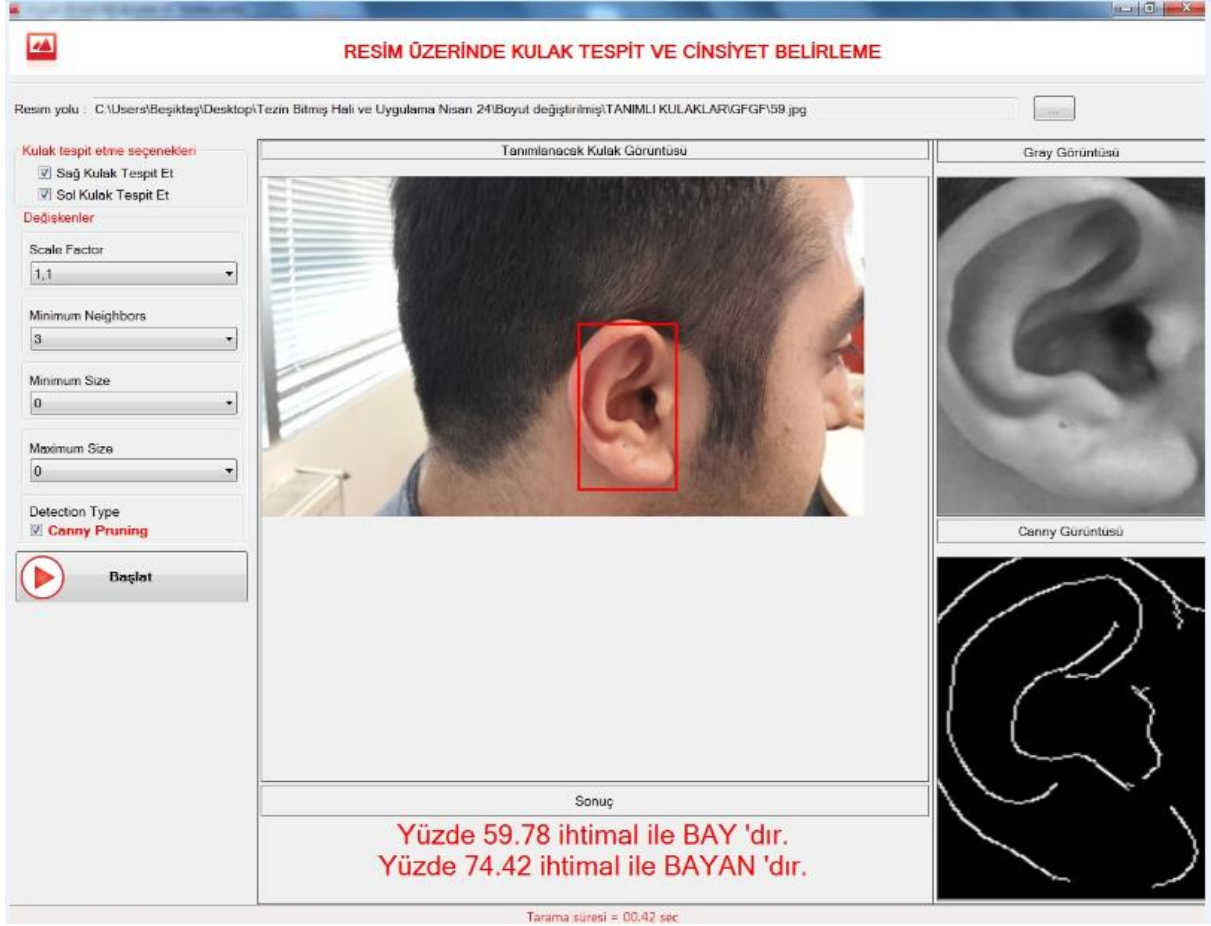 RESİM ÜZERİNDE KULAK TESPİT VE CİNSİYET BELİRLEME
Resim yolu : C:\Users\Beşiktaş\Desktop\Tezin Bitmiş Hali ve Uygulama Nisan 24\Boyut değiştirilmiş\TANIMLI KULAKLAR\GFGF\59.jpg
...
Kulak tespit etme seçenekleri
Sağ Kulak Tespit Et
Sol Kulak Tespit Et
Değişkenler
Scale Factor
1,1
Minimum Neighbors
3
Minimum Size
0
Maximum Size
0
Detection Type
Canny Pruning
Başlat
Tanımlanacak Kulak Görüntüsü
Gray Görüntüsü
Canny Gürüntüsü
Sonuç
Yüzde 59.78 ihtimal ile BAY 'dır.
Yüzde 74.42 ihtimal ile BAYAN 'dır.
Tarama süresi = 00.42 sec